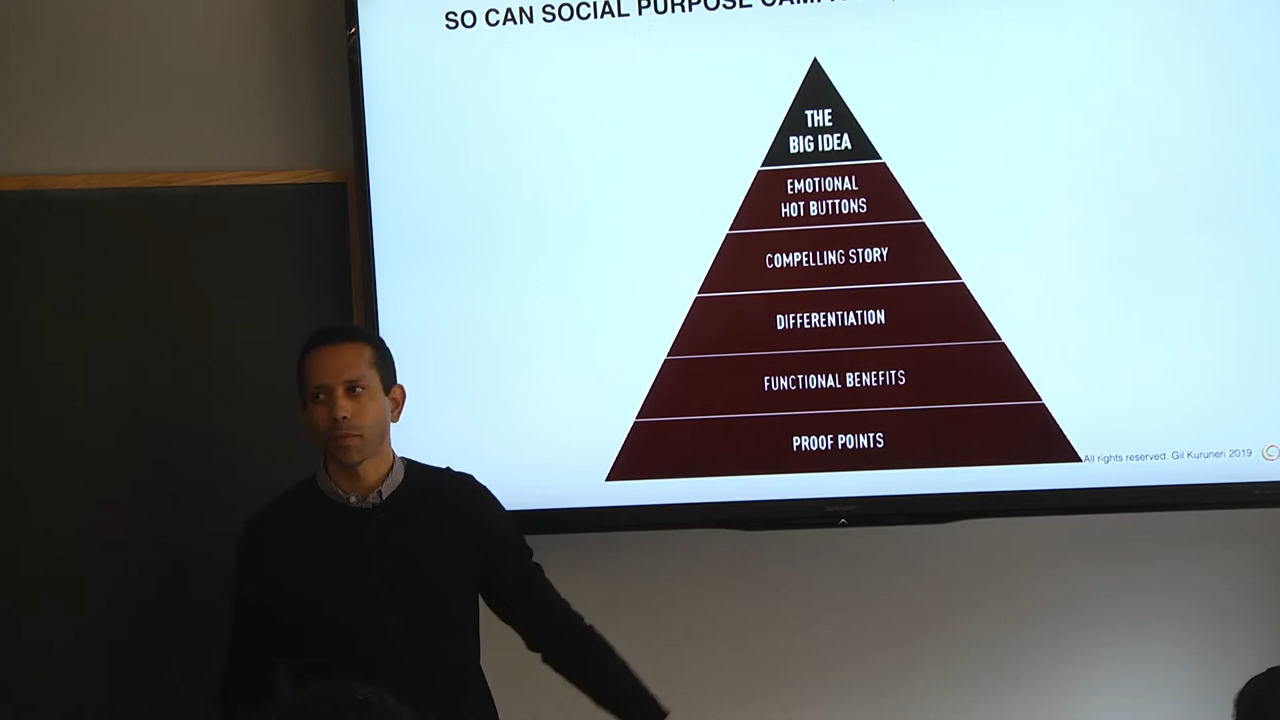 SO CAN SOCIAL PURPOSE
THE
BIG IDEA
EMOTIONAL
HOT BUTTONS
COMPELLING STORY
DIFFERENTIATION
FUNCTIONAL BENEFITS
PROOF POINTS
All rights reserved. Gil Kuruneri 2019
SHARP